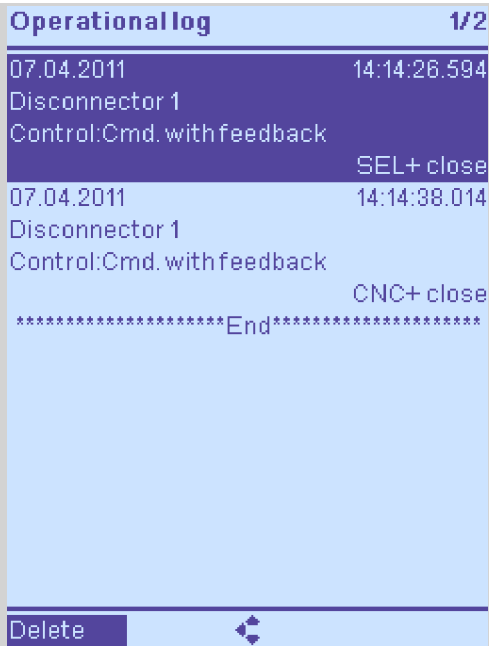 Operational log 1/2
07.04.2011 14:14:26.594
Disconnector 1
Control:Cmd. with feedback
SEL+ close
07.04.2011 14:14:38.014
Disconnector 1
Control:Cmd. with feedback
CNC+ close
*********************End*********************
Delete